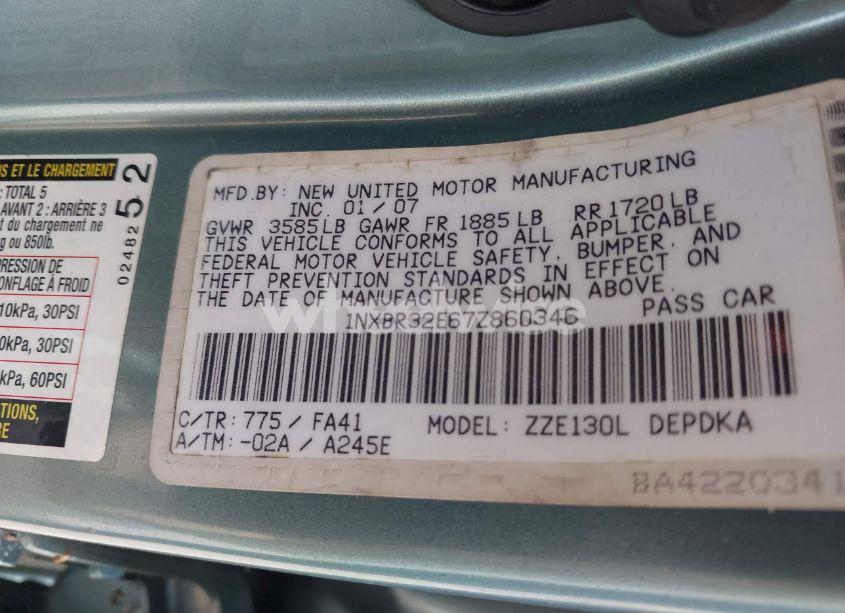 NS ET LE CHARGEMENT
: TOTAL 5
AVANT 2 : ARRIÈRE 3
t du chargement ne
g ou 850lb.
PRESSION DE
ONFLAGE À FROID
10kPa, 30PSI
0kPa, 30PSI
kPa, 60PSI
TIONS,
RE
02482 52
MFD.BY: NEW UNITED MOTOR MANUFACTURING
INC. 01/07
GVWR 3585LB GAWR FR 1885LB RR 1720LB
THIS VEHICLE CONFORMS TO ALL APPLICABLE
FEDERAL MOTOR VEHICLE SAFETY, BUMPER, AND
THEFT PREVENTION STANDARDS IN EFFECT ON
THE DATE OF MANUFACTURE SHOWN ABOVE.
PASS CAR
1NXBR32E67Z860346
C/TR: 775/FA41 MODEL: ZZE130L DEPDKA
A/TM: -02A/A245E
BA4220341